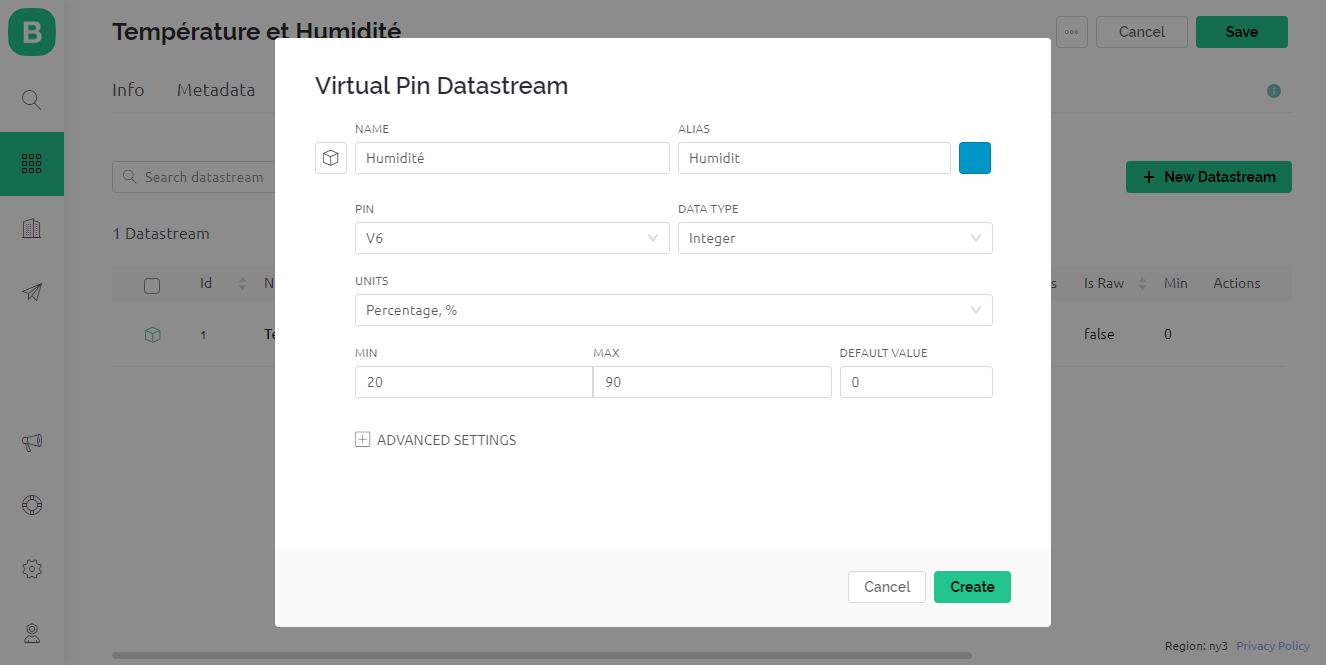 B
Température et Humidité
Cancel
Save
Info Metadata
Virtual Pin Datastream
NAME ALIAS
Humidité Humidit
Search datastream
+ New Datastream
PIN DATA TYPE
V6 Integer
1 Datastream
UNITS
Percentage, %
Id N s Is Raw Min Actions
1 Te false 0
MIN MAX DEFAULT VALUE
20 90 0
ADVANCED SETTINGS
Cancel Create
Region: ny3 Privacy Policy